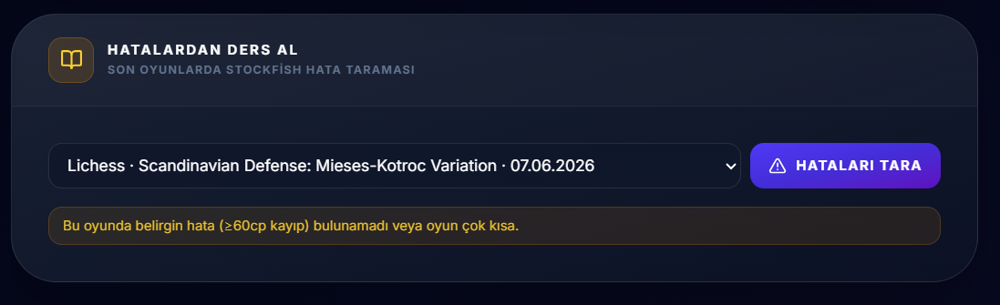 HATALARDAN DERS AL
SON OYUNLARDA STOCKFİSH HATA TARAMASI
Lichess · Scandinavian Defense: Mieses-Kotroc Variation · 07.06.2026
HATALARI TARA
Bu oyunda belirgin hata (≥60cp kayıp) bulunamadı veya oyun çok kısa.